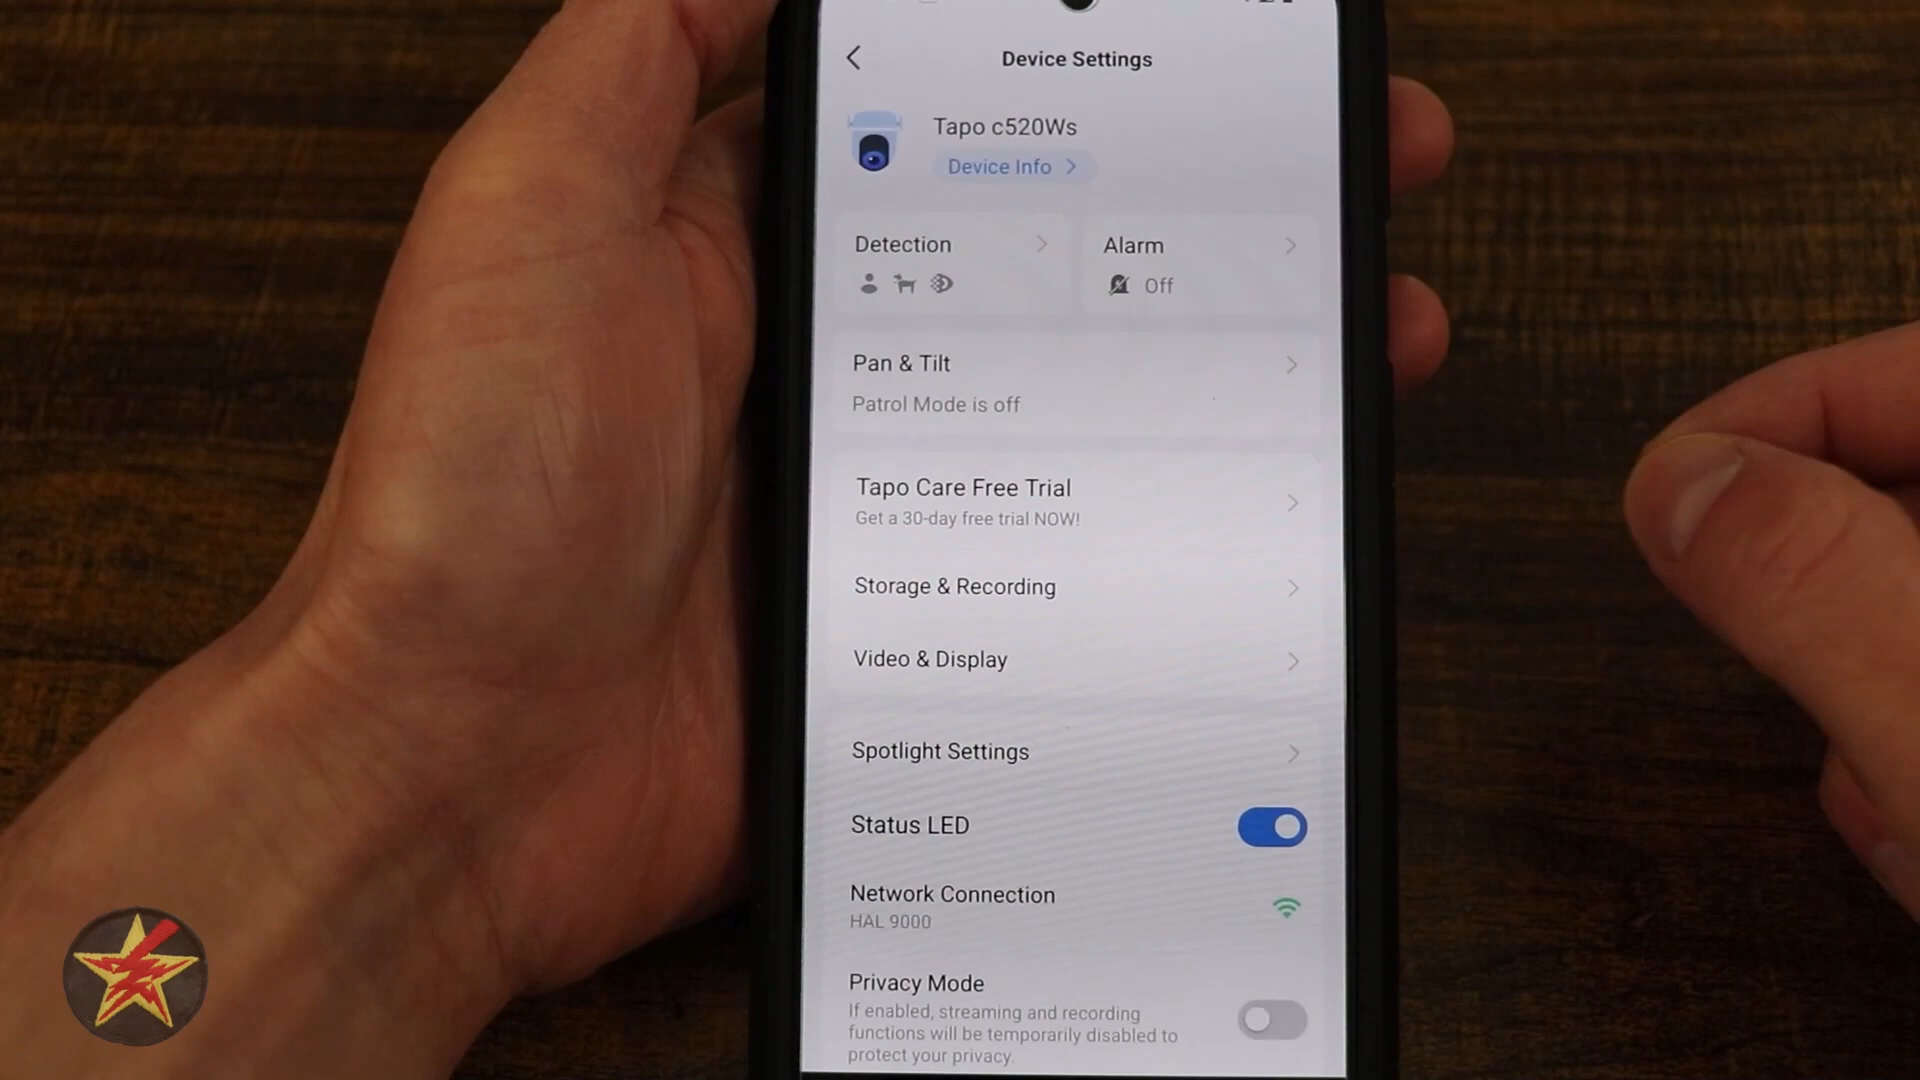 Device Settings
Tapo c520Ws
Device Info
Detection
Alarm
Off
Pan & Tilt
Patrol Mode is off
Tapo Care Free Trial
Get a 30-day free trial NOW!
Storage & Recording
Video & Display
Spotlight Settings
Status LED
Network Connection
HAL 9000
Privacy Mode
If enabled, streaming and recording
functions will be temporarily disabled to
protect your privacy.